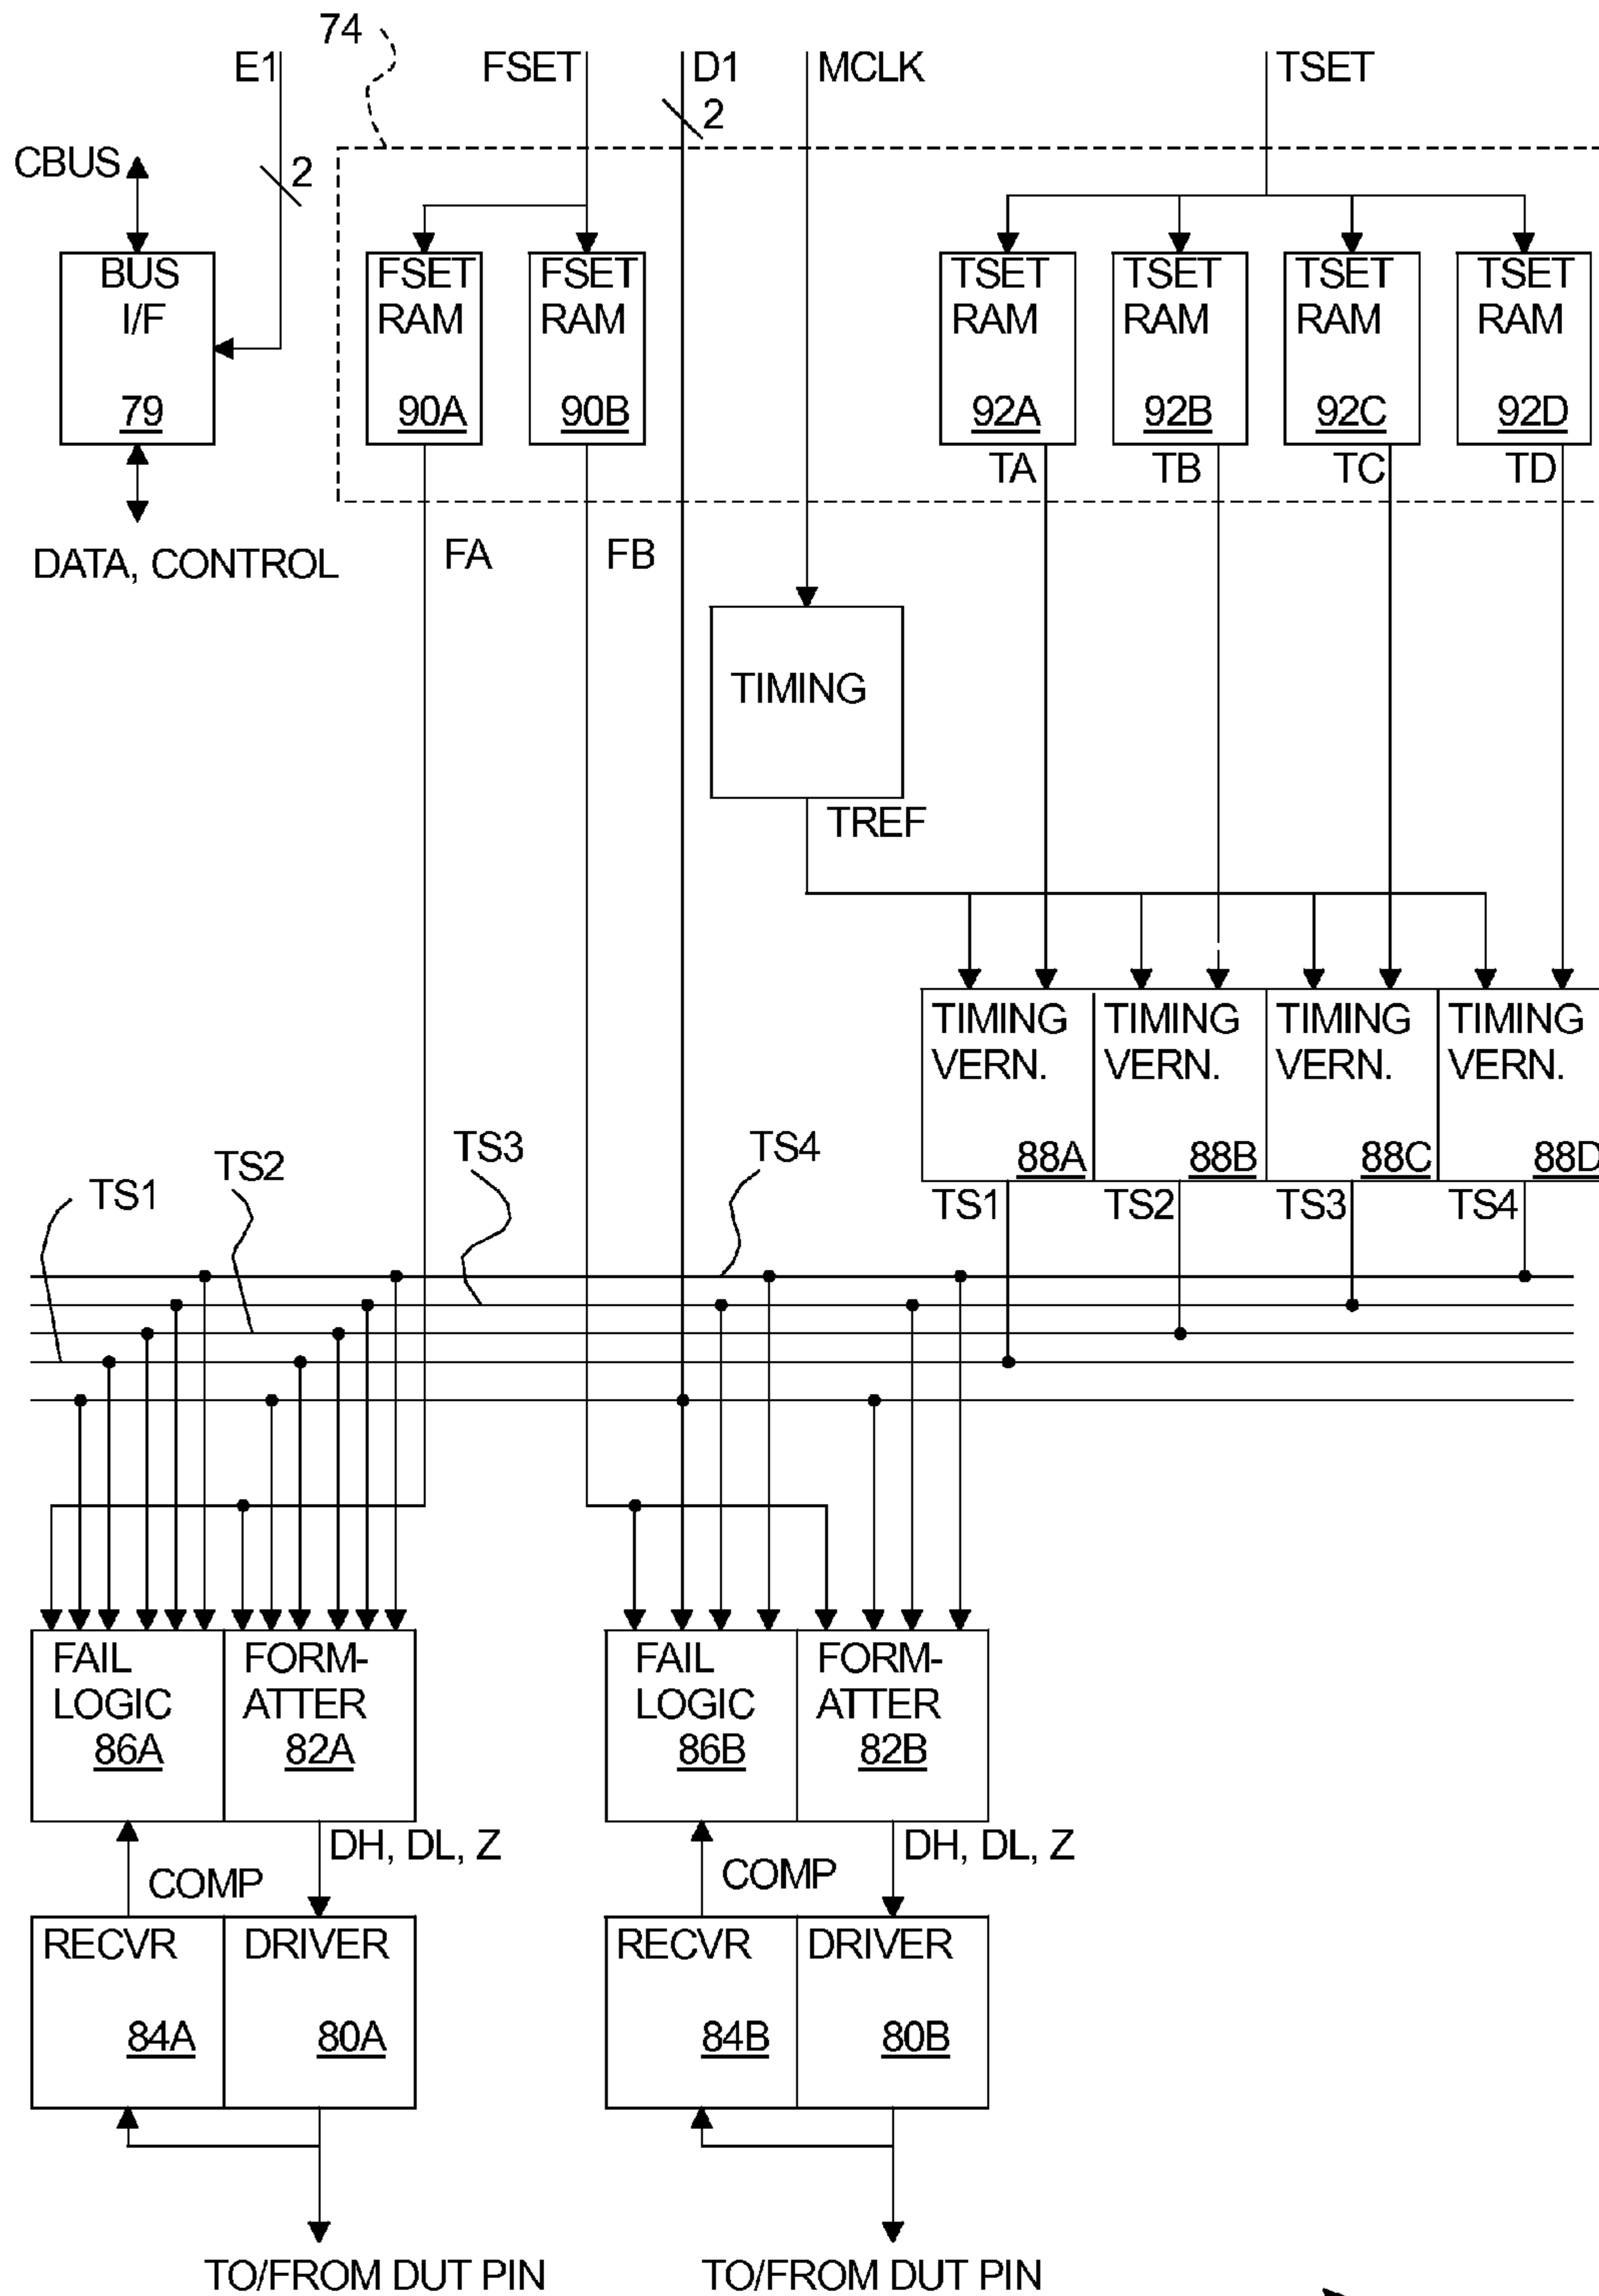 74
E1
FSET
D1
MCLK
TSET
2
CBUS
2
BUS
I/F
79
FSET
RAM
90A
FSET
RAM
90B
TSET
RAM
92A
TSET
RAM
92B
TSET
RAM
92C
TSET
RAM
92D
TA
TB
TC
TD
DATA, CONTROL
FA
FB
TIMING
TREF
TIMING
VERN.
88A
TIMING
VERN.
88B
TIMING
VERN.
88C
TIMING
VERN.
88D
TS1
TS2
TS3
TS4
TS1
TS2
TS3
TS4
FAIL
LOGIC
86A
FORM-
ATTER
82A
FAIL
LOGIC
86B
FORM-
ATTER
82B
DH, DL, Z
COMP
DH, DL, Z
COMP
RECVR
84A
DRIVER
80A
RECVR
84B
DRIVER
80B
TO/FROM DUT PIN
TO/FROM DUT PIN